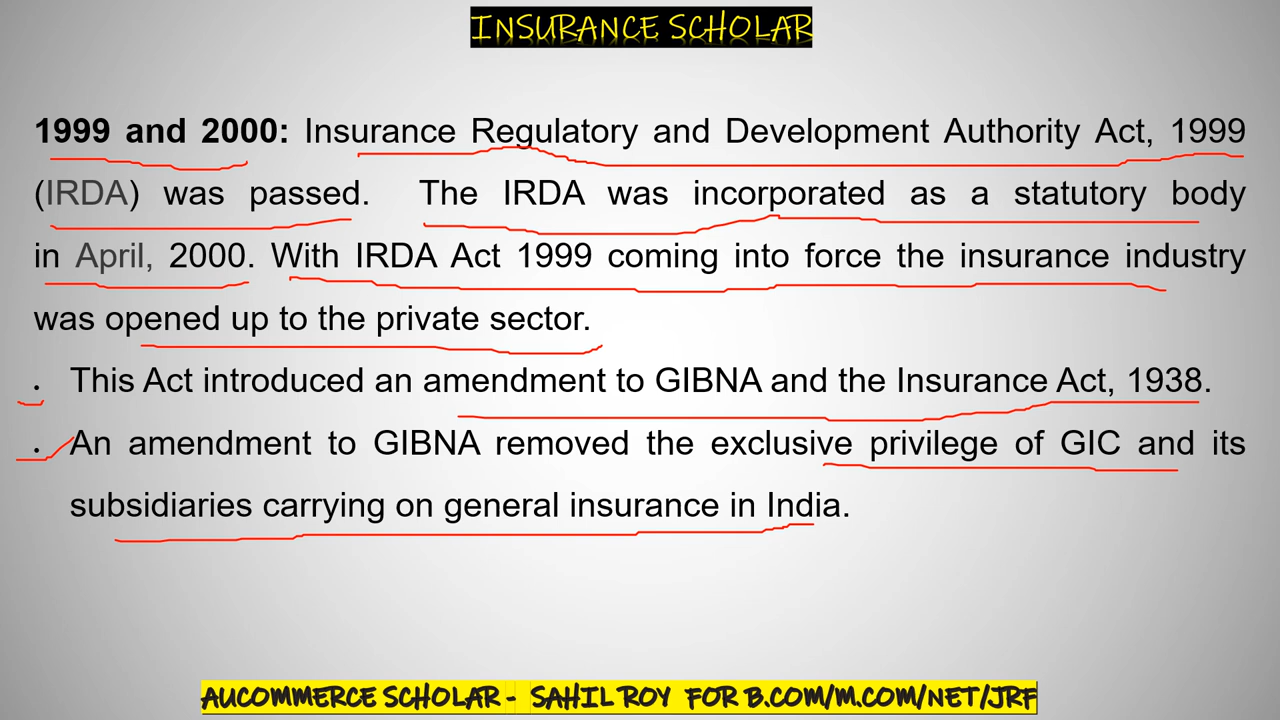 INSURANCE SCHOLAR
1999 and 2000: Insurance Regulatory and Development Authority Act, 1999
(IRDA) was passed. The IRDA was incorporated as a statutory body
in April, 2000. With IRDA Act 1999 coming into force the insurance industry
was opened up to the private sector.
• This Act introduced an amendment to GIBNA and the Insurance Act, 1938.
• An amendment to GIBNA removed the exclusive privilege of GIC and its
subsidiaries carrying on general insurance in India.
AUCOMMERCE SCHOLAR - SAHIL ROY FOR B.COM/M.COM/NET/JRF